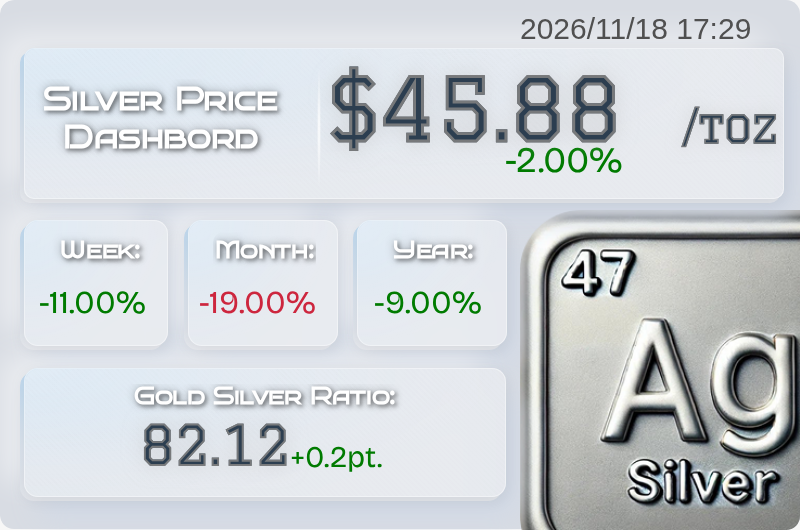 2026/11/18 17:29
Silver Price
Dashbord
$45.88 /TOZ
-2.00%
Week: Month: Year:
-11.00% -19.00% -9.00%
Gold Silver Ratio:
82.12 +0.2pt.
47
Ag
Silver